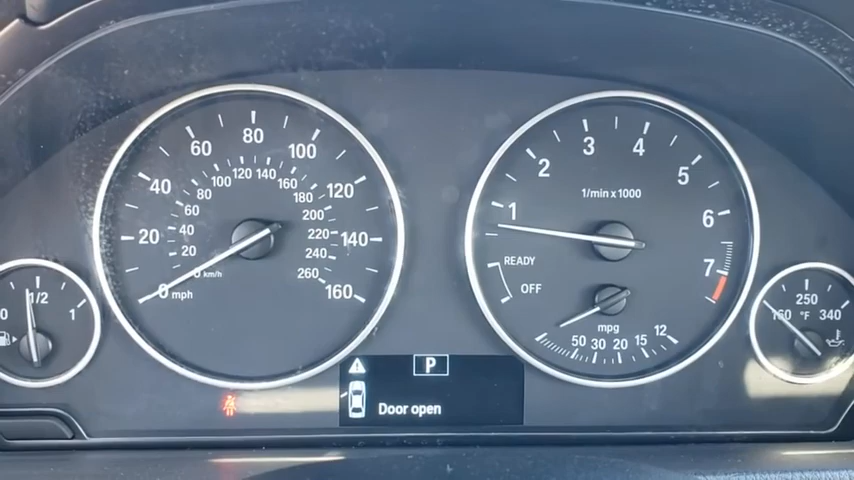 0 1/2 1
0 20 40 60 80 100 120 140 160
mph
0 20 40 60 80 100 120 140 160 180 200 220 240 260
km/h
1 2 3 4 5 6 7
1/min x 1000
READY
OFF
mpg
50 30 20 15 12
160 250 340
°F
P
Door open